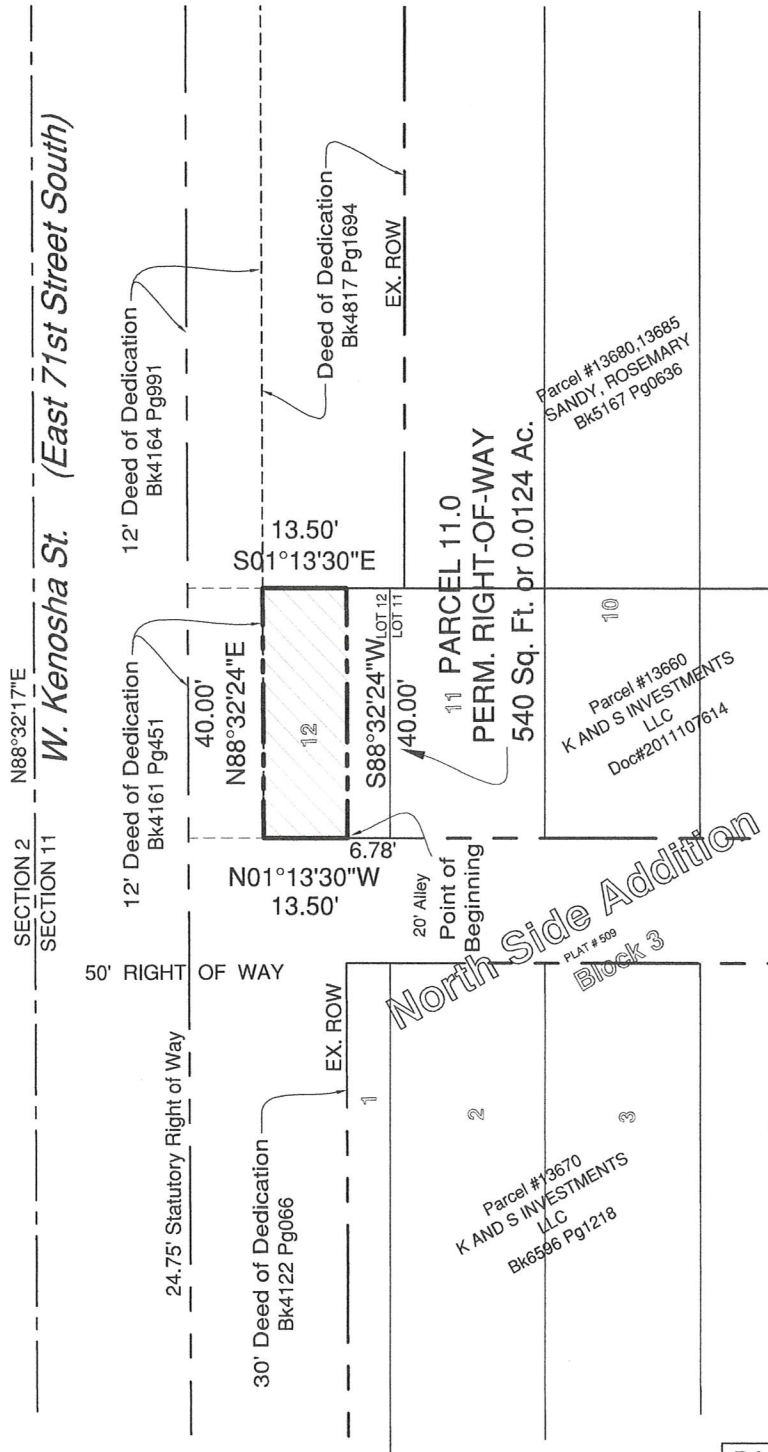 SECTION 2
SECTION 11
N88°32'17"E
W. Kenosha St. (East 71st Street South)
12' Deed of Dedication
Bk4161 Pg451
12' Deed of Dedication
Bk4164 Pg991
50' RIGHT OF WAY
24.75' Statutory Right of Way
40.00'
N88°32'24"E
13.50'
S01°13'30"E
12
N01°13'30"W
13.50'
S88°32'24"W
40.00'
LOT 12
LOT 11
6.78'
20' Alley
Point of
Beginning
Deed of Dedication
Bk4817 Pg1694
EX. ROW
30' Deed of Dedication
Bk4122 Pg066
EX. ROW
11
PARCEL 11.0
PERM. RIGHT-OF-WAY
540 Sq. Ft. or 0.0124 Ac.
North Side Addition
PLAT # 509
Block 3
1
2
3
10
Parcel #13670
K AND S INVESTMENTS
LLC
Bk6596 Pg1218
Parcel #13660
K AND S INVESTMENTS
LLC
Doc#2011107614
Parcel #13680,13685
SANDY, ROSEMARY
Bk5167 Pg0636